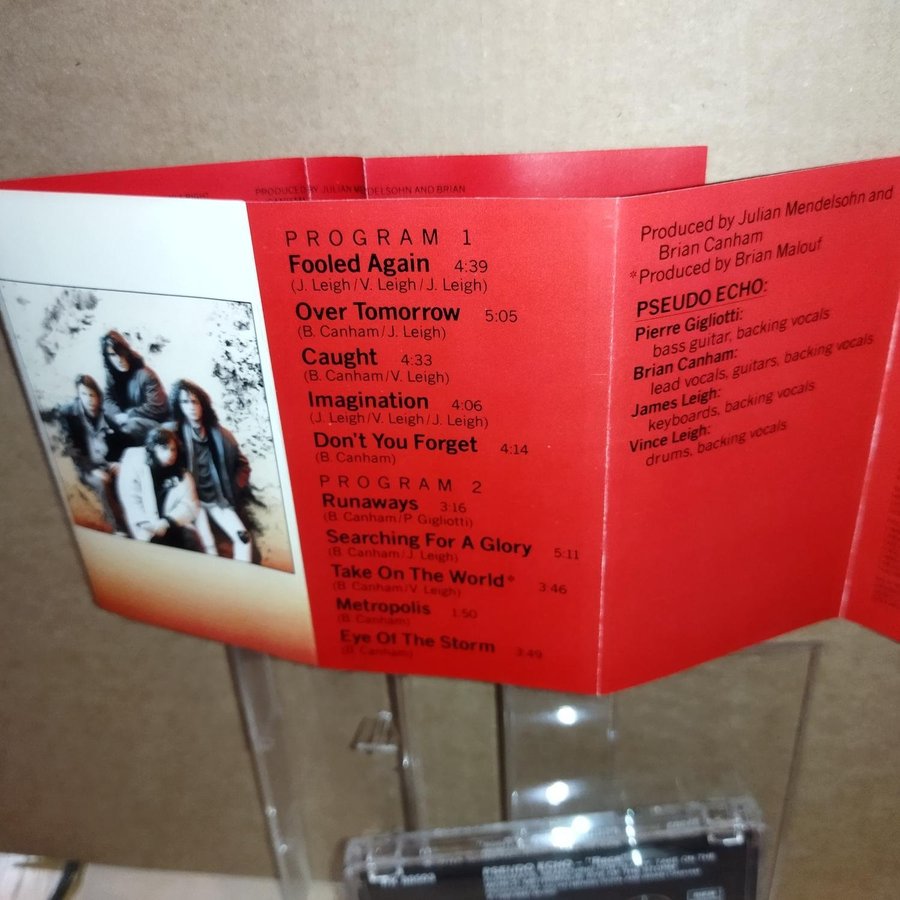 PRODUCED BY JULIAN MENDELSOHN AND BRIAN
PROGRAM 1
Fooled Again 4:39
(J. Leigh/V. Leigh/J. Leigh)
Over Tomorrow 5:05
(B. Canham/J. Leigh)
Caught 4:33
(B. Canham/V. Leigh)
Imagination 4:06
(J. Leigh/V. Leigh/J. Leigh)
Don't You Forget 4:14
(B. Canham)
PROGRAM 2
Runaways 3:16
(B. Canham/P. Gigliotti)
Searching For A Glory 5:11
(B. Canham/J. Leigh)
Take On The World* 3:46
(B. Canham/V. Leigh)
Metropolis 1:50
(B. Canham)
Eye Of The Storm 3:49
(B. Canham)
Produced by Julian Mendelsohn and
Brian Canham
*Produced by Brian Malouf
PSEUDO ECHO:
Pierre Gigliotti:
bass guitar, backing vocals
Brian Canham:
lead vocals, guitars, backing vocals
James Leigh:
keyboards, backing vocals
Vince Leigh:
drums, backing vocals
PSEUDO ECHO